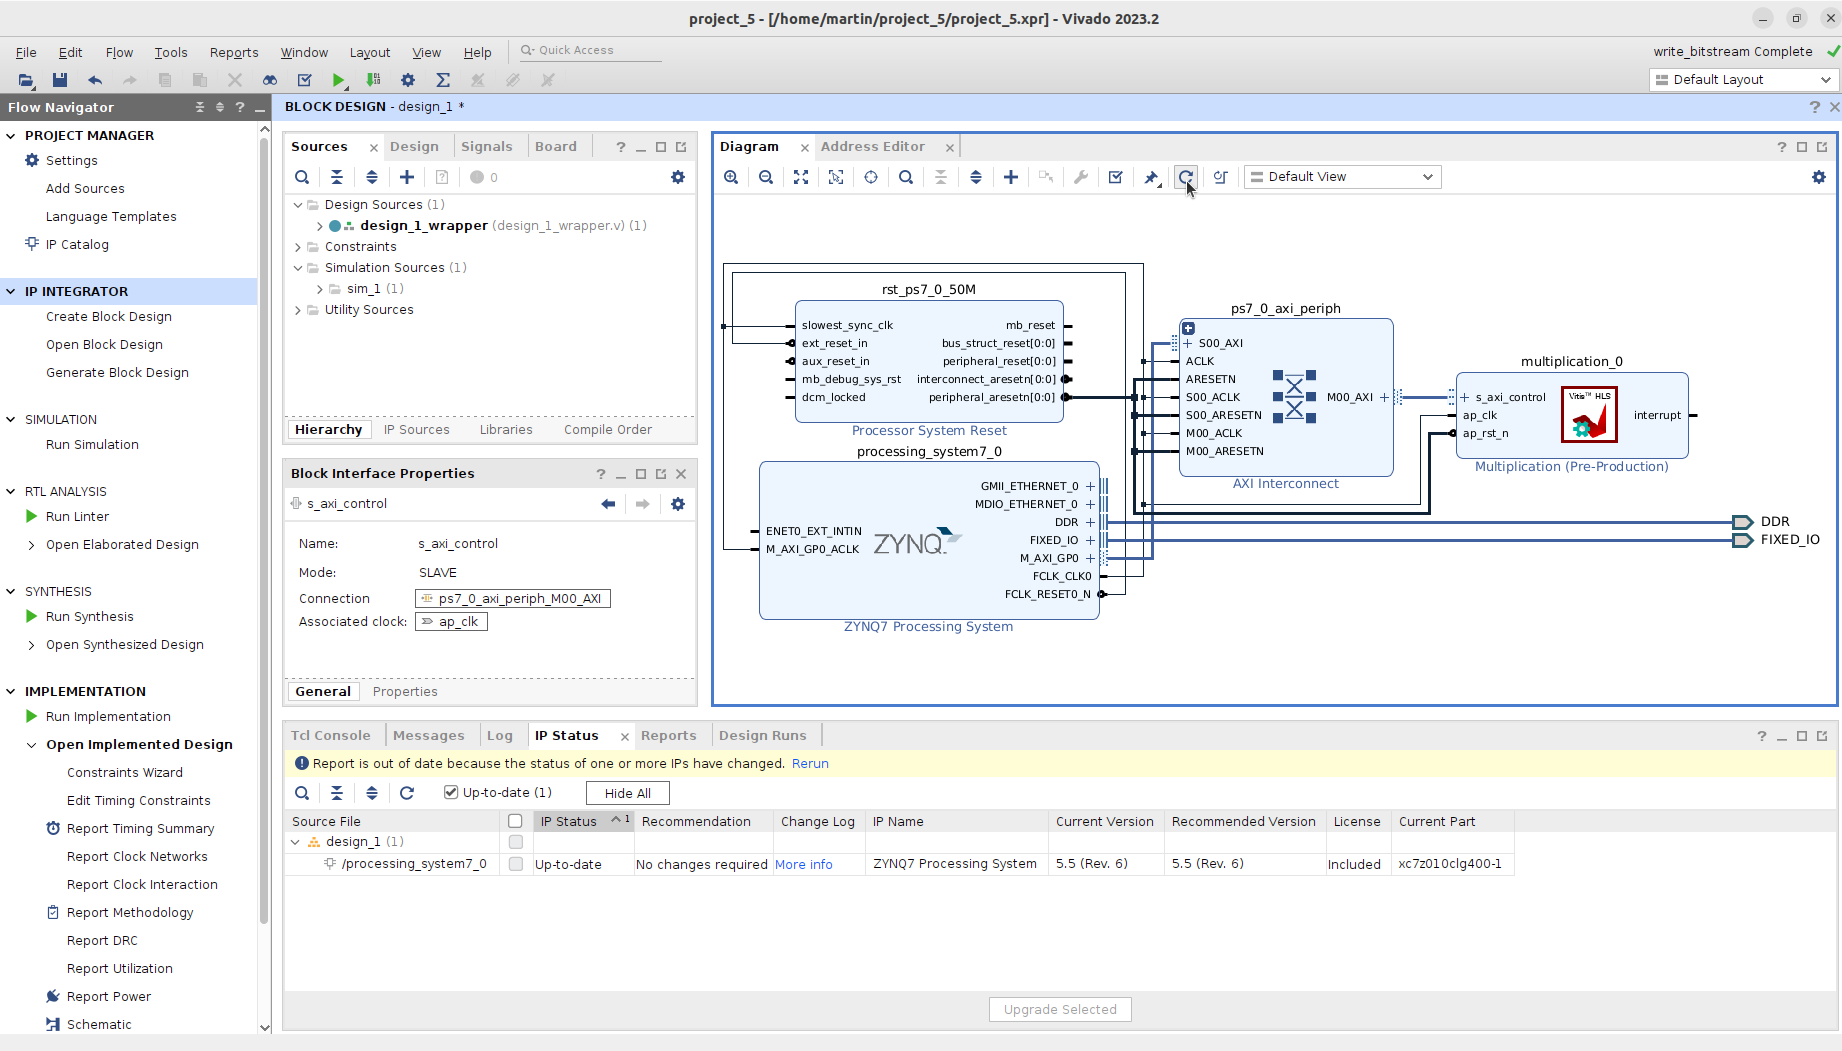 project_5 - [/home/martin/project_5/project_5.xpr] - Vivado 2023.2
File Edit Flow Tools Reports Window Layout View Help Quick Access
write_bitstream Complete
Default Layout
Flow Navigator
PROJECT MANAGER
Settings
Add Sources
Language Templates
IP Catalog
IP INTEGRATOR
Create Block Design
Open Block Design
Generate Block Design
SIMULATION
Run Simulation
RTL ANALYSIS
Run Linter
Open Elaborated Design
SYNTHESIS
Run Synthesis
Open Synthesized Design
IMPLEMENTATION
Run Implementation
Open Implemented Design
Constraints Wizard
Edit Timing Constraints
Report Timing Summary
Report Clock Networks
Report Clock Interaction
Report Methodology
Report DRC
Report Utilization
Report Power
Schematic
BLOCK DESIGN - design_1 *
Sources Design Signals Board
0
Design Sources (1)
design_1_wrapper (design_1_wrapper.v) (1)
Constraints
Simulation Sources (1)
sim_1 (1)
Utility Sources
Hierarchy IP Sources Libraries Compile Order
Block Interface Properties
s_axi_control
Name: s_axi_control
Mode: SLAVE
Connection ps7_0_axi_periph_M00_AXI
Associated clock: ap_clk
General Properties
Diagram Address Editor
Default View
rst_ps7_0_50M
slowest_sync_clk
ext_reset_in
aux_reset_in
mb_debug_sys_rst
dcm_locked
mb_reset
bus_struct_reset[0:0]
peripheral_reset[0:0]
interconnect_aresetn[0:0]
peripheral_aresetn[0:0]
Processor System Reset
processing_system7_0
ENET0_EXT_INTIN
M_AXI_GP0_ACLK
ZYNQ
GMII_ETHERNET_0
MDIO_ETHERNET_0
DDR
FIXED_IO
M_AXI_GP0
FCLK_CLK0
FCLK_RESET0_N
ZYNQ7 Processing System
ps7_0_axi_periph
S00_AXI
ACLK
ARESETN
S00_ACLK
S00_ARESETN
M00_ACLK
M00_ARESETN
M00_AXI
AXI Interconnect
multiplication_0
s_axi_control
ap_clk
ap_rst_n
Vitis™ HLS
interrupt
Multiplication (Pre-Production)
DDR
FIXED_IO
Tcl Console Messages Log IP Status Reports Design Runs
Report is out of date because the status of one or more IPs have changed. Rerun
Up-to-date (1) Hide All
Source File IP Status 1 Recommendation Change Log IP Name Current Version Recommended Version License Current Part
design_1 (1)
/processing_system7_0 Up-to-date No changes required More info ZYNQ7 Processing System 5.5 (Rev. 6) 5.5 (Rev. 6) Included xc7z010clg400-1
Upgrade Selected